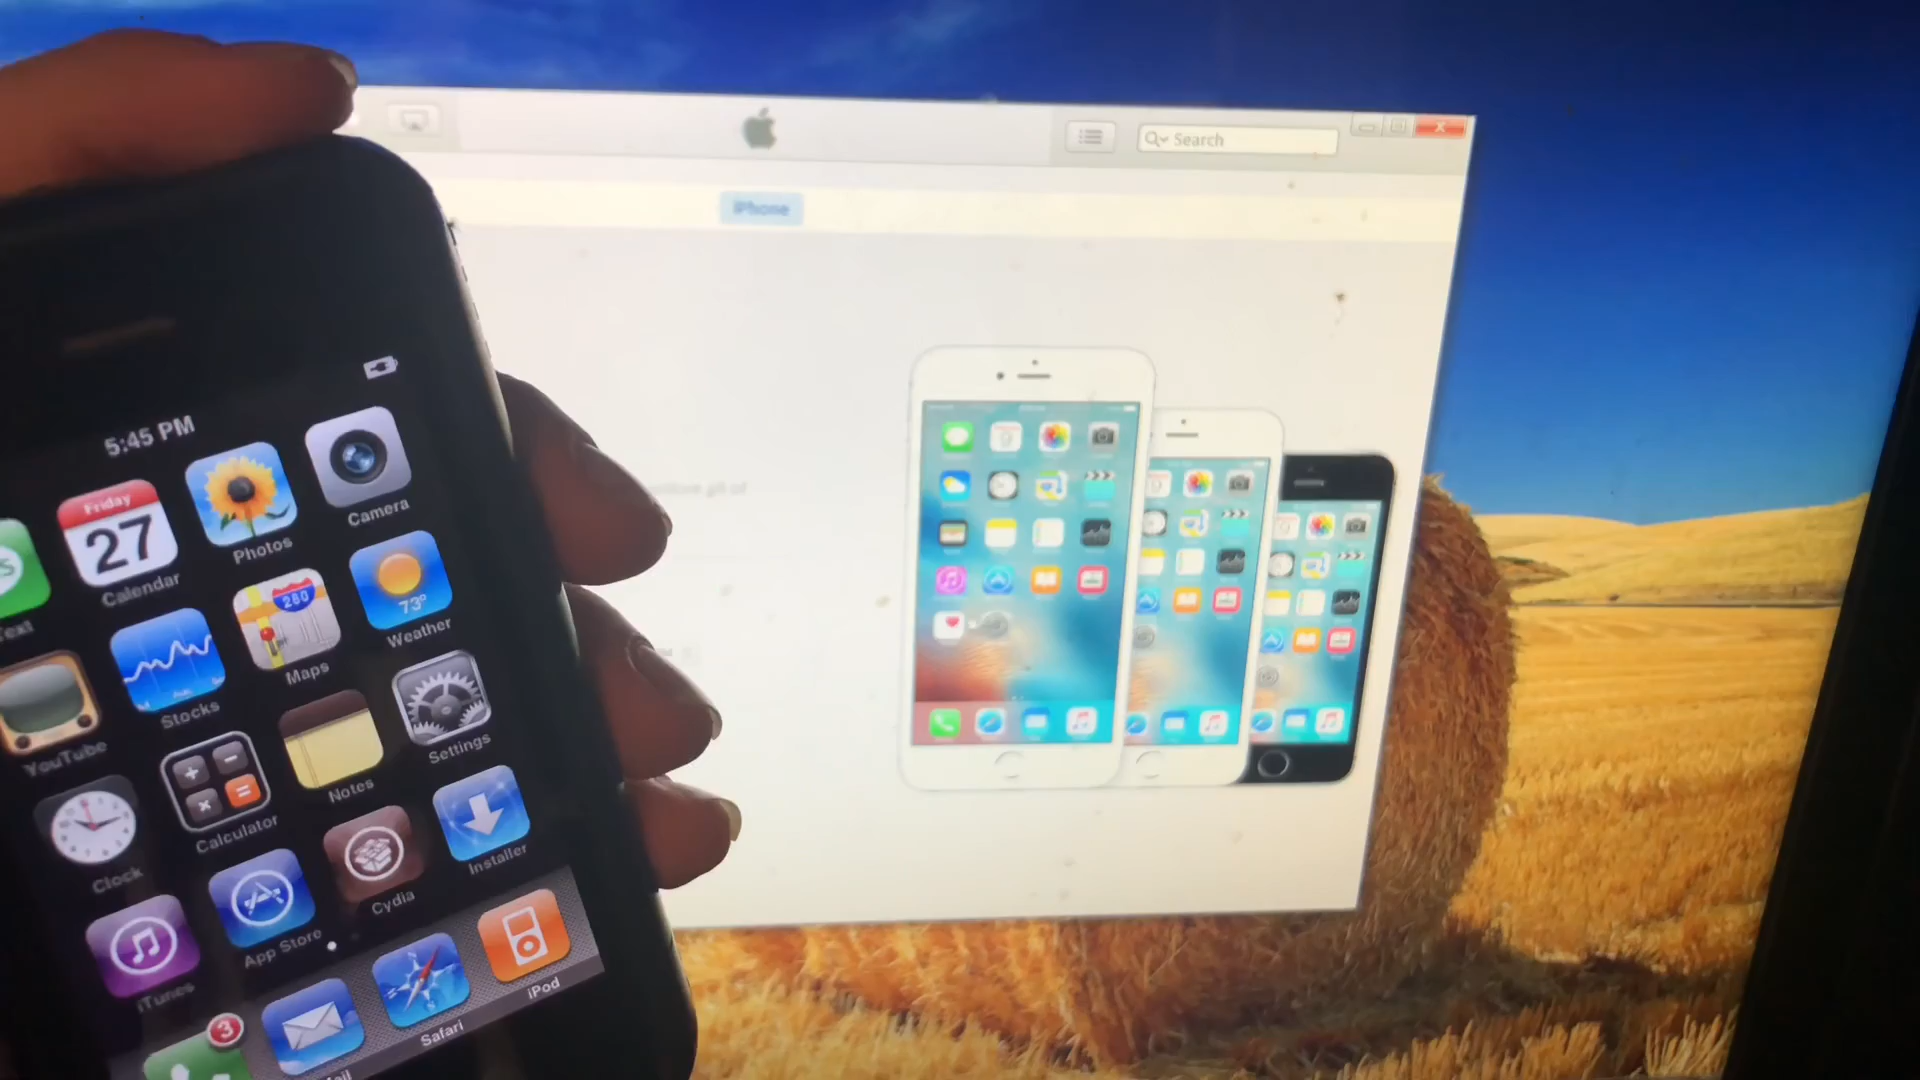 Search
iPhone
5:45 PM
Friday
27
Calendar
Photos
Camera
Text
Stocks
280
Maps
73°
Weather
YouTube
Calculator
Notes
Settings
Clock
App Store
Cydia
Installer
iTunes
3
Safari
iPod